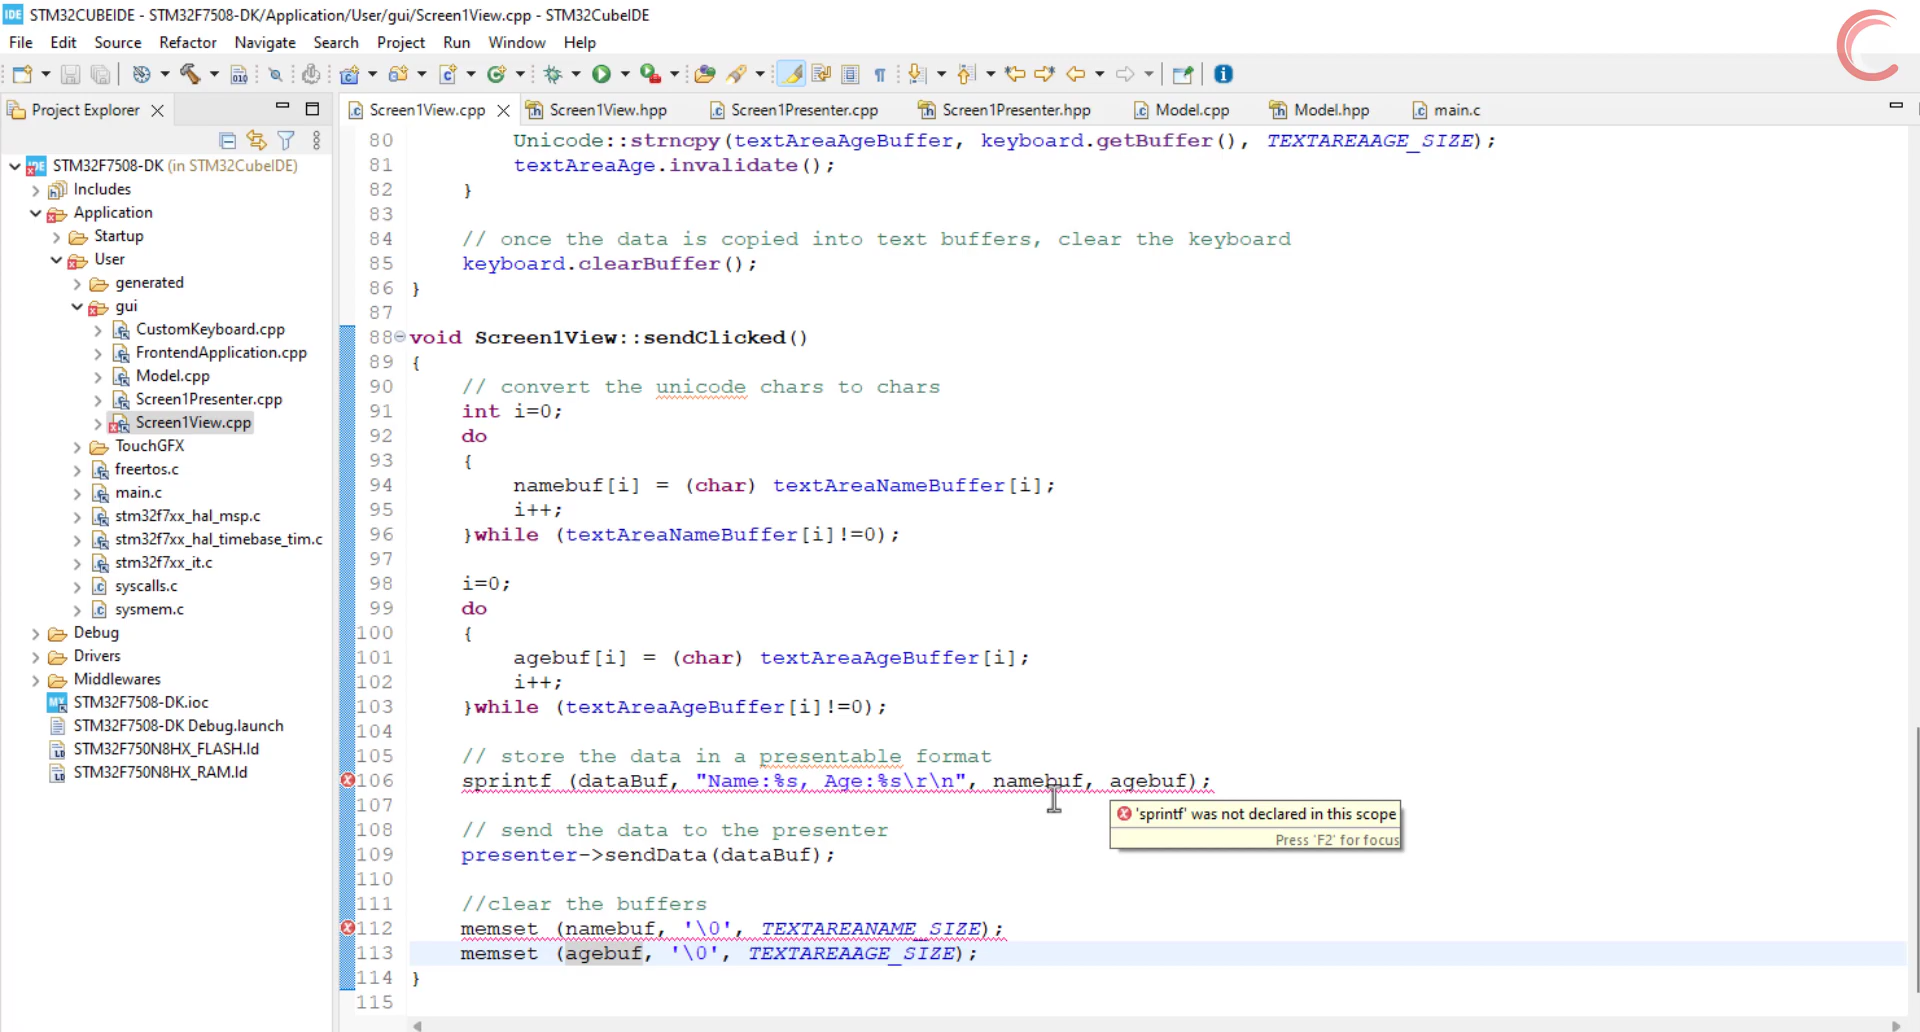 IDE STM32CUBEIDE - STM32F7508-DK/Application/User/gui/Screen1View.cpp - STM32CubeIDE
File Edit Source Refactor Navigate Search Project Run Window Help
Project Explorer
Screen1View.cpp Screen1View.hpp Screen1Presenter.cpp Screen1Presenter.hpp Model.cpp Model.hpp main.c
STM32F7508-DK (in STM32CubeIDE)
Includes
Application
Startup
User
generated
gui
CustomKeyboard.cpp
FrontendApplication.cpp
Model.cpp
Screen1Presenter.cpp
Screen1View.cpp
TouchGFX
freertos.c
main.c
stm32f7xx_hal_msp.c
stm32f7xx_hal_timebase_tim.c
stm32f7xx_it.c
syscalls.c
sysmem.c
Debug
Drivers
Middlewares
STM32F7508-DK.ioc
STM32F7508-DK Debug.launch
STM32F750N8HX_FLASH.ld
STM32F750N8HX_RAM.ld
80 Unicode::strncpy(textAreaAgeBuffer, keyboard.getBuffer(), TEXTAREAAGE_SIZE);
81 textAreaAge.invalidate();
82 }
83
84 // once the data is copied into text buffers, clear the keyboard
85 keyboard.clearBuffer();
86 }
87
88 void Screen1View::sendClicked()
89 {
90 // convert the unicode chars to chars
91 int i=0;
92 do
93 {
94 namebuf[i] = (char) textAreaNameBuffer[i];
95 i++;
96 }while (textAreaNameBuffer[i]!=0);
97
98 i=0;
99 do
100 {
101 agebuf[i] = (char) textAreaAgeBuffer[i];
102 i++;
103 }while (textAreaAgeBuffer[i]!=0);
104
105 // store the data in a presentable format
106 sprintf (dataBuf, "Name:%s, Age:%s\r\n", namebuf, agebuf);
107
'sprintf' was not declared in this scope
Press 'F2' for focus
108 // send the data to the presenter
109 presenter->sendData(dataBuf);
110
111 //clear the buffers
112 memset (namebuf, '\0', TEXTAREANAME_SIZE);
113 memset (agebuf, '\0', TEXTAREAAGE_SIZE);
114 }
115